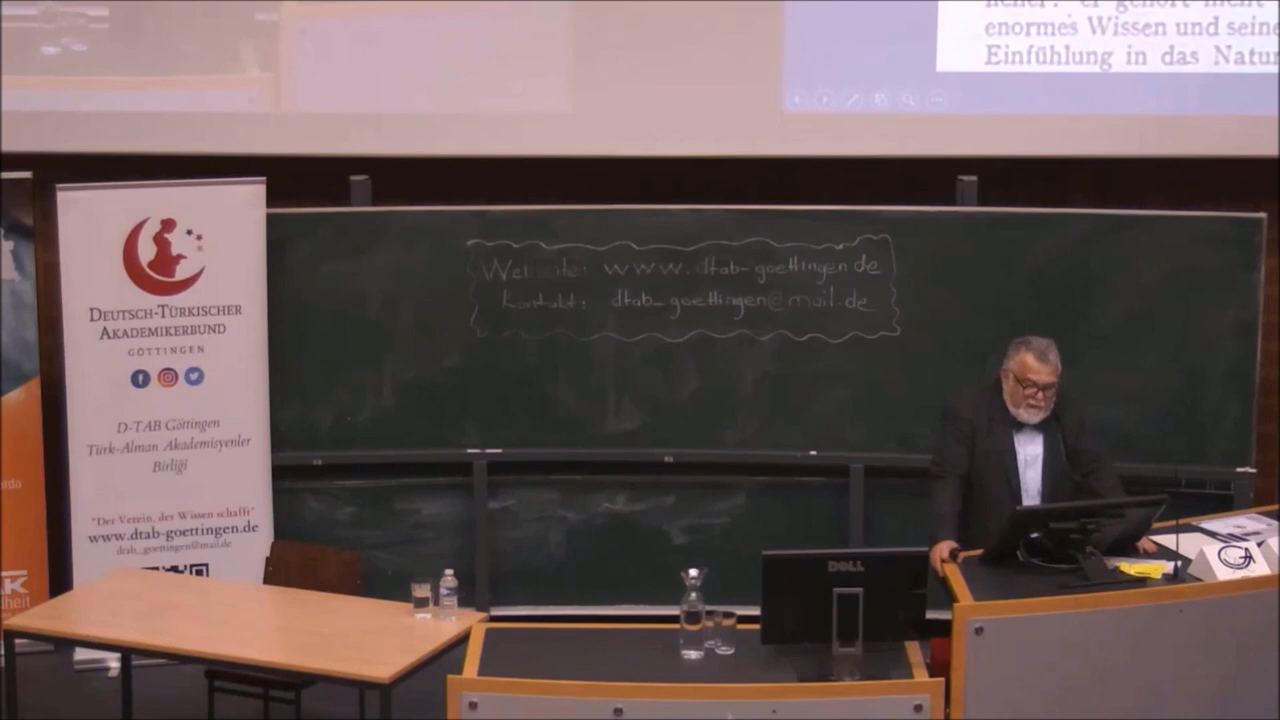 enormes Wissen und seine
Einfühlung in das Natur
DEUTSCH-TÜRKISCHER
AKADEMIKERBUND
GÖTTINGEN
D-TAB Göttingen
Türk-Alman Akademisyenler
Birliği
"Der Verein, der Wissen schafft"
www.dtab-goettingen.de
dtab_goettingen@mail.de
Website: www.dtab-goettingen.de
Kontakt: dtab_goettingen@mail.de
DELL